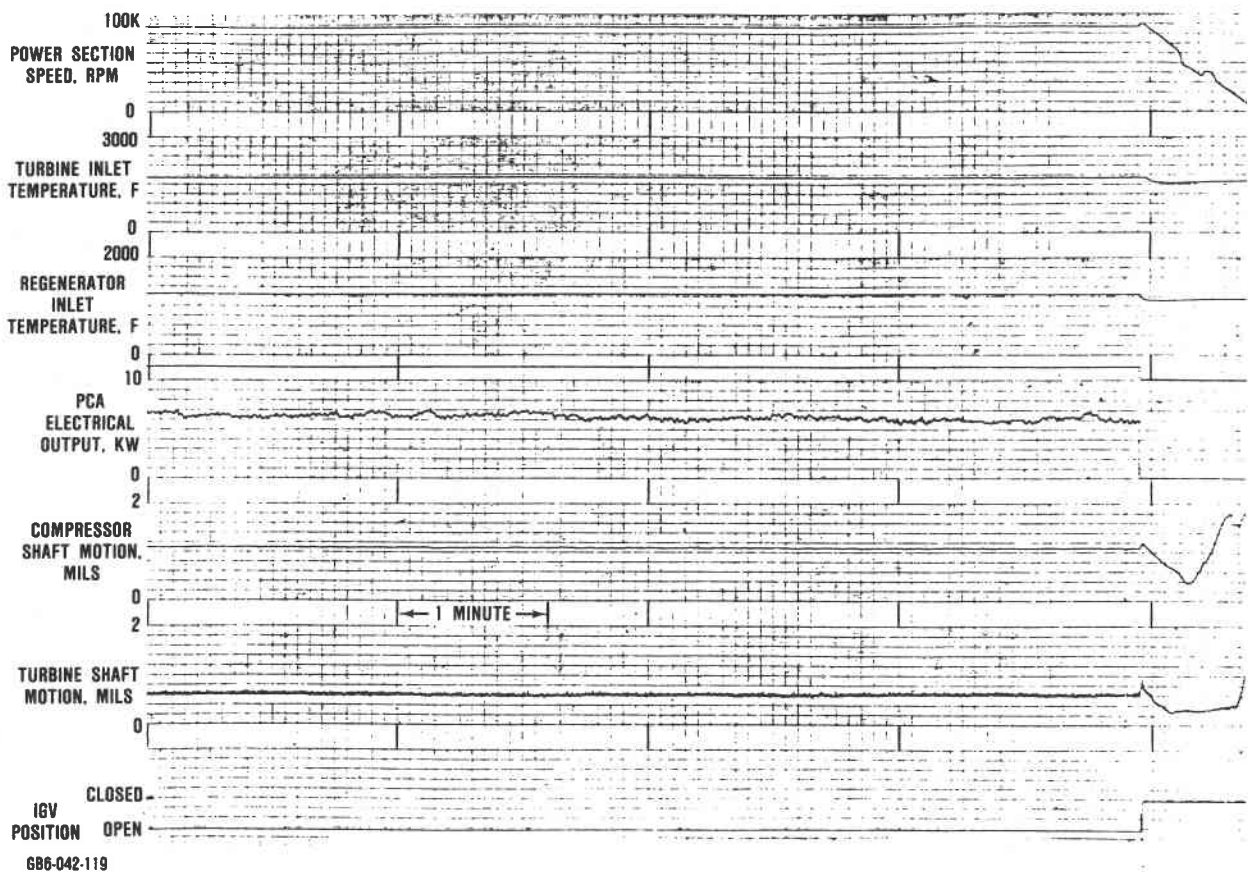 100K
POWER SECTION
SPEED, RPM
0
3000
TURBINE INLET
TEMPERATURE, F
0
2000
REGENERATOR
INLET
TEMPERATURE, F
0
10
PCA
ELECTRICAL
OUTPUT, KW
0
2
COMPRESSOR
SHAFT MOTION,
MILS
0
1 MINUTE
2
TURBINE SHAFT
MOTION, MILS
0
CLOSED
IGV
POSITION OPEN
GB6-042-119